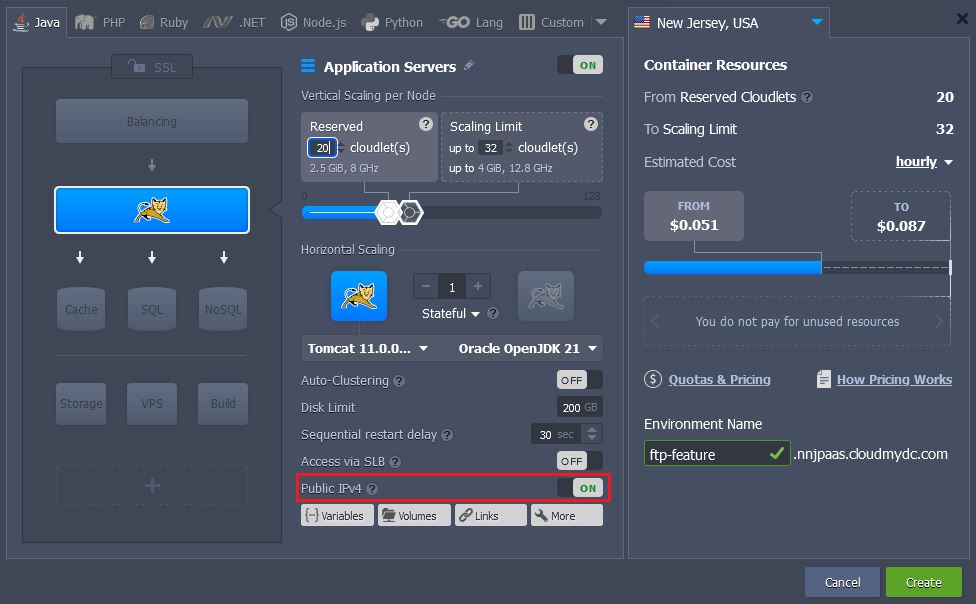 Java
PHP
Ruby
.NET
Node.js
Python
GO Lang
Custom
New Jersey, USA
SSL
Balancing
Cache
SQL
NoSQL
Storage
VPS
Build
Application Servers
ON
Vertical Scaling per Node
Reserved ?
20 cloudlet(s)
2.5 GiB, 8 GHz
Scaling Limit ?
up to 32 cloudlet(s)
up to 4 GiB, 12.8 GHz
0 128
Horizontal Scaling
1
Stateful ?
Tomcat 11.0.0... Oracle OpenJDK 21
Auto-Clustering ? OFF
Disk Limit 200 GB
Sequential restart delay ? 30 sec
Access via SLB ? OFF
Public IPv4 ? ON
Variables Volumes Links More
Container Resources
From Reserved Cloudlets ? 20
To Scaling Limit 32
Estimated Cost hourly
FROM
$0.051
TO
$0.087
You do not pay for unused resources
$ Quotas & Pricing How Pricing Works
Environment Name
ftp-feature .nnjpaas.cloudmydc.com
Cancel Create